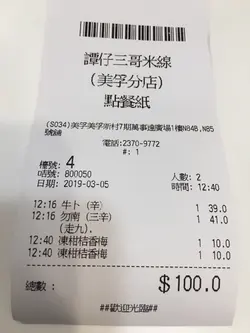 譚仔三哥米線
(美孚分店)
點餐紙
(S034)美孚美孚新村7期萬事達廣場1樓N84B,N85
號舖
電話:2370-9772
#: 1
檯號: 4
咭號: 800050 人數: 2
日期: 2019-03-05 時間: 12:40
12:16 牛卜 (辛) 1 39.0
12:16 勿南 (三辛) 1 41.0
(走九).
12:40 凍柑桔香梅 1 10.0
12:40 凍柑桔香梅 1 10.0
總數 : $100.0
##歡迎光臨##